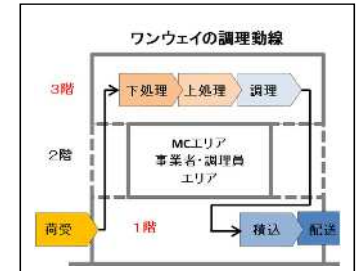 ワンウェイの調理動線
3階
下処理
上処理
調理
2階
MCエリア
事業者・調理員
エリア
荷受
1階
積込
配送